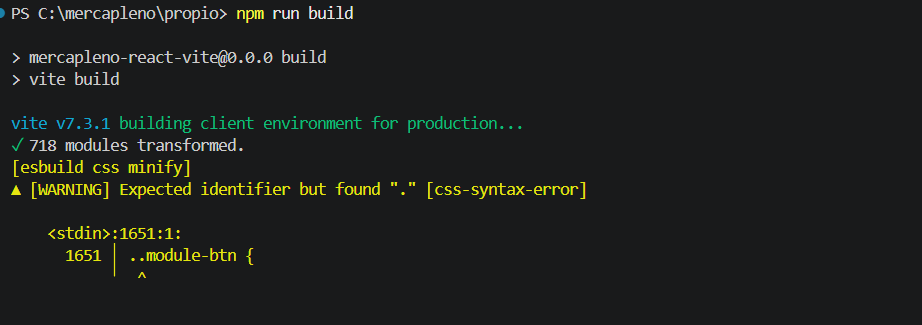 PS C:\mercapleno\propio> npm run build
> mercapleno-react-vite@0.0.0 build
> vite build
vite v7.3.1 building client environment for production...
✓ 718 modules transformed.
[esbuild css minify]
▲ [WARNING] Expected identifier but found "." [css-syntax-error]
<stdin>:1651:1:
1651 │ ..module-btn {
╵ ^